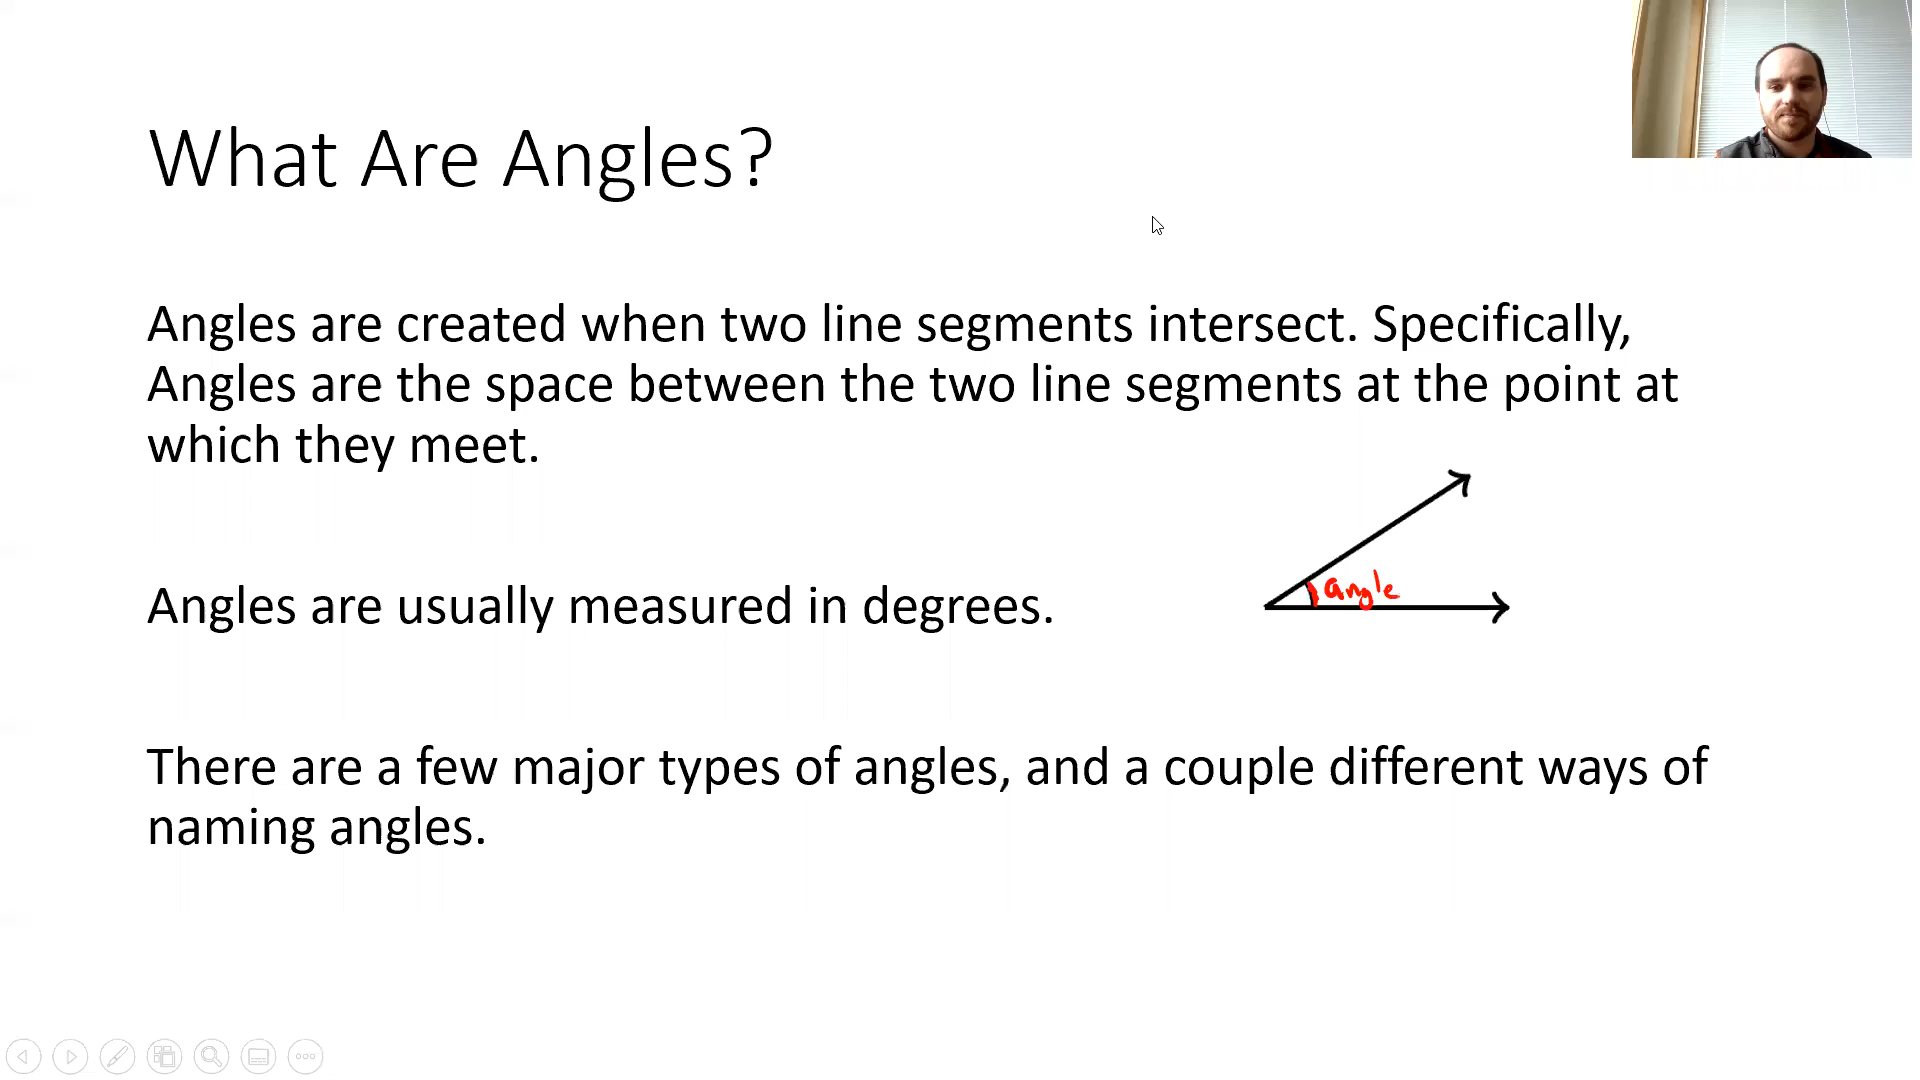 What Are Angles?
Angles are created when two line segments intersect. Specifically,
Angles are the space between the two line segments at the point at
which they meet.
angle
Angles are usually measured in degrees.
There are a few major types of angles, and a couple different ways of
naming angles.